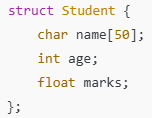 struct Student {
    char name[50];
    int age;
    float marks;
};